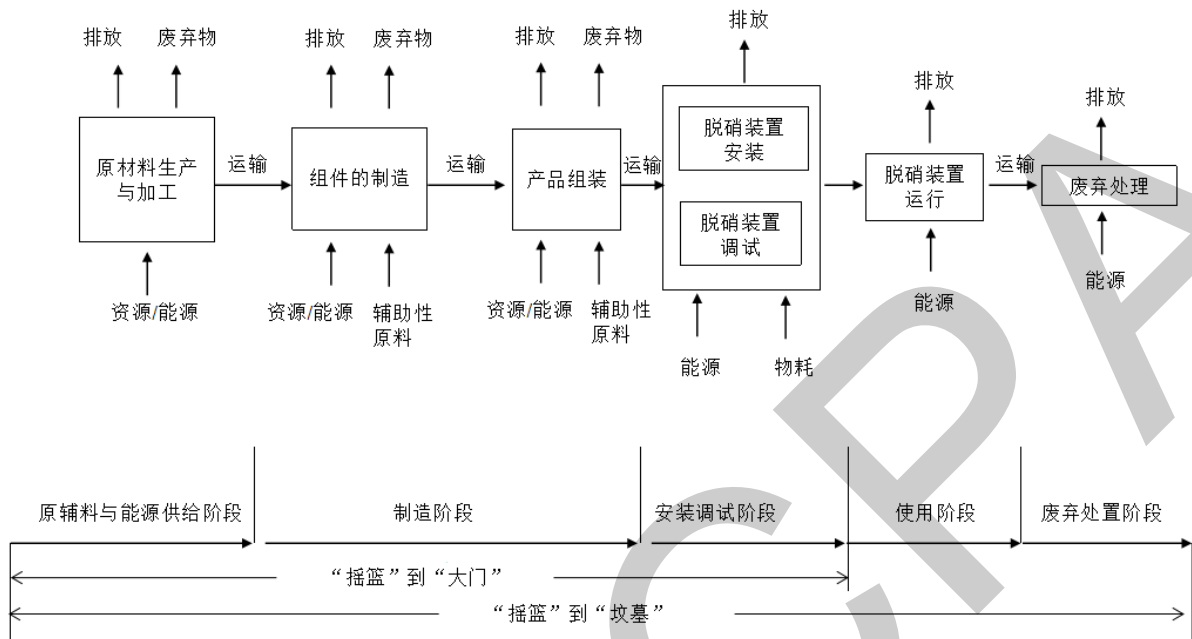 排放 废弃物 排放 废弃物 排放 废弃物 排放 排放 排放
原材料生产
与加工
运输
组件的制造
运输
产品组装
运输
脱硝装置
安装
脱硝装置
调试
脱硝装置
运行
运输
废弃处理
资源/能源
资源/能源
辅助性
原料
资源/能源
辅助性
原料
能源
物耗
能源
能源
原辅料与能源供给阶段 制造阶段 安装调试阶段 使用阶段 废弃处置阶段
“摇篮”到“大门”
“摇篮”到“坟墓”
CPA